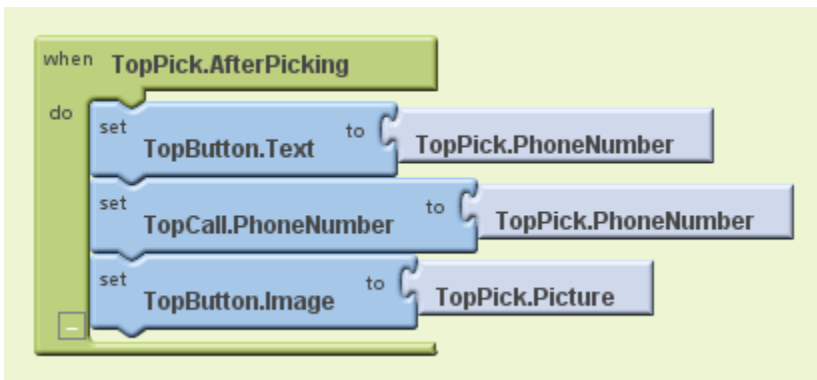 when TopPick.AfterPicking
do
set TopButton.Text to TopPick.PhoneNumber
set TopCall.PhoneNumber to TopPick.PhoneNumber
set TopButton.Image to TopPick.Picture